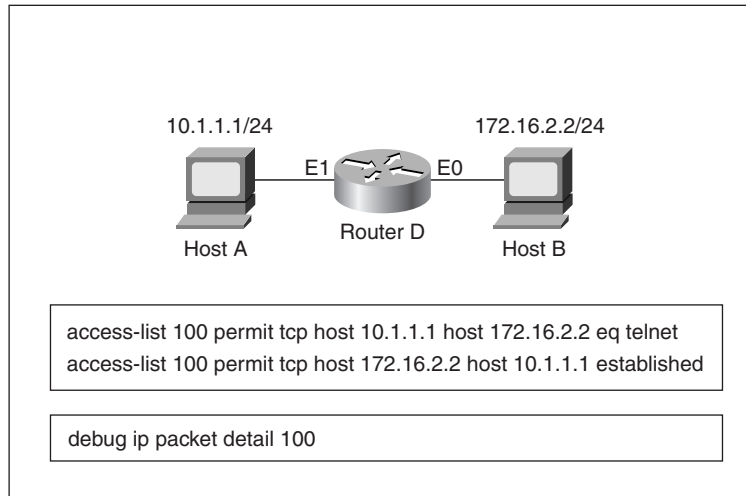 10.1.1.1/24
172.16.2.2/24
E1
E0
Router D
Host A
Host B
access-list 100 permit tcp host 10.1.1.1 host 172.16.2.2 eq telnet
access-list 100 permit tcp host 172.16.2.2 host 10.1.1.1 established
debug ip packet detail 100